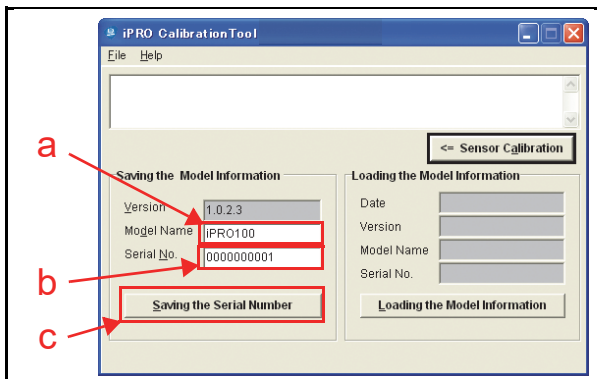 iPRO CalibrationTool
File Help
<= Sensor Calibration
a
Saving the Model Information
Version 1.0.2.3
Model Name iPRO100
Serial No. 0000000001
b
Saving the Serial Number
c
Loading the Model Information
Date
Version
Model Name
Serial No.
Loading the Model Information